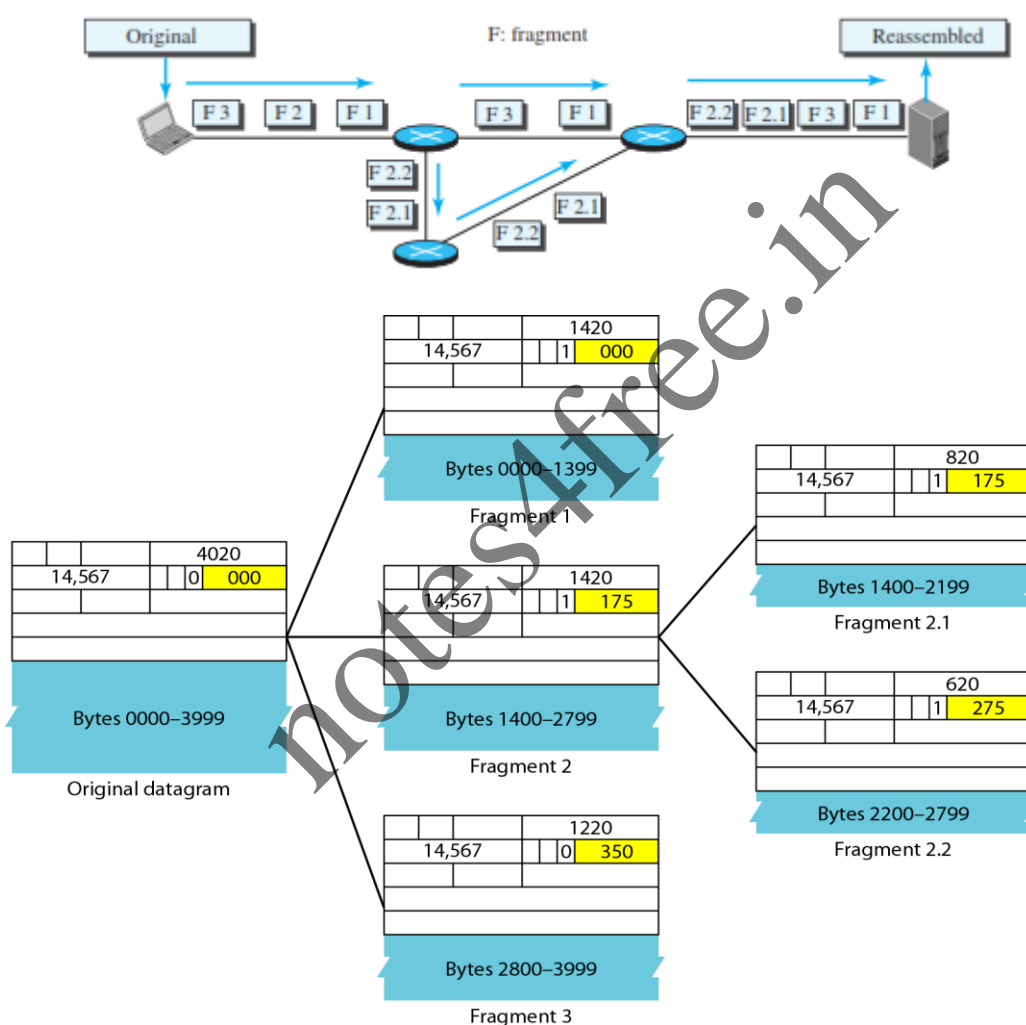 Original
F: fragment
Reassembled
F 3 F 2 F 1
F 3 F 1
F 2.2 F 2.1 F 3 F 1
F 2.2
F 2.1
F 2.1
F 2.2
1420
14,567 1 000
Bytes 0000–1399
Fragment 1
4020
14,567 0 000
Bytes 0000–3999
Original datagram
1420
14,567 1 175
Bytes 1400–2799
Fragment 2
1220
14,567 0 350
Bytes 2800–3999
Fragment 3
820
14,567 1 175
Bytes 1400–2199
Fragment 2.1
620
14,567 1 275
Bytes 2200–2799
Fragment 2.2
notes4free.in